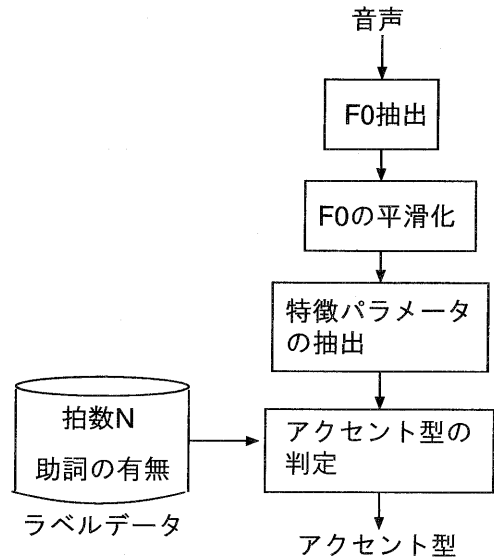 音声
F0抽出
F0の平滑化
特徴パラメータ
の抽出
拍数N
助詞の有無
ラベルデータ
アクセント型の
判定
アクセント型